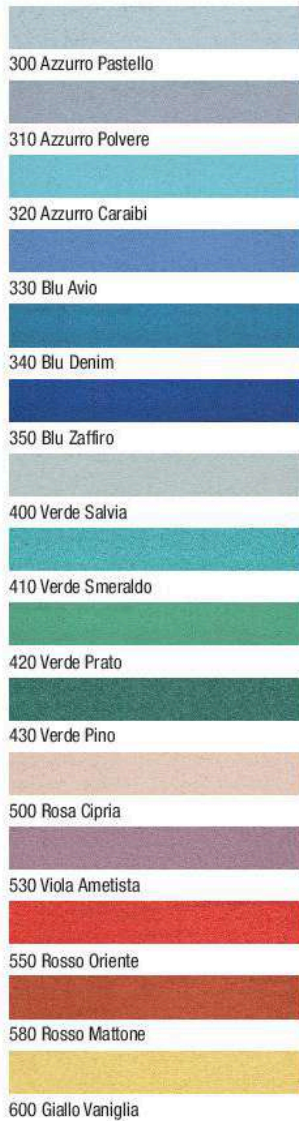 300 Azzurro Pastello
310 Azzurro Polvere
320 Azzurro Caraibi
330 Blu Avio
340 Blu Denim
350 Blu Zaffiro
400 Verde Salvia
410 Verde Smeraldo
420 Verde Prato
430 Verde Pino
500 Rosa Cipria
530 Viola Ametista
550 Rosso Oriente
580 Rosso Mattone
600 Giallo Vaniglia